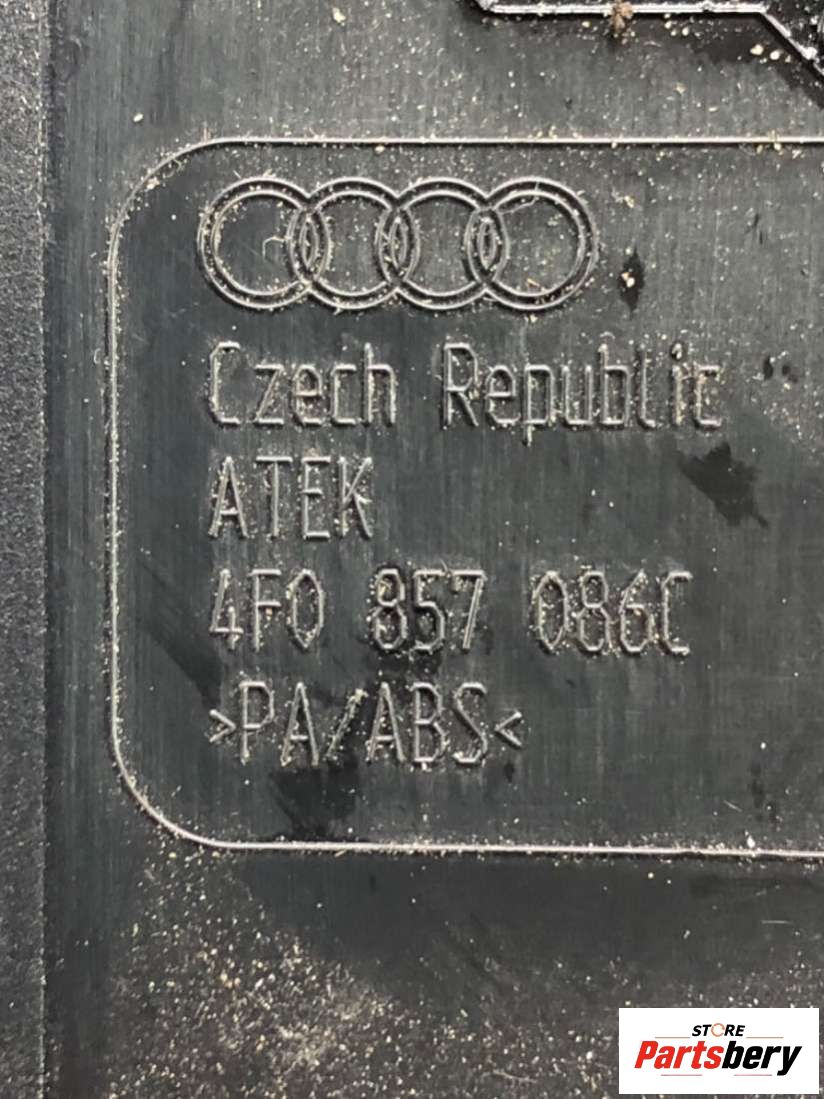 Czech Republic
ATEK
4F0 857 086C
>PA/ABS<
STORE
Partsbery